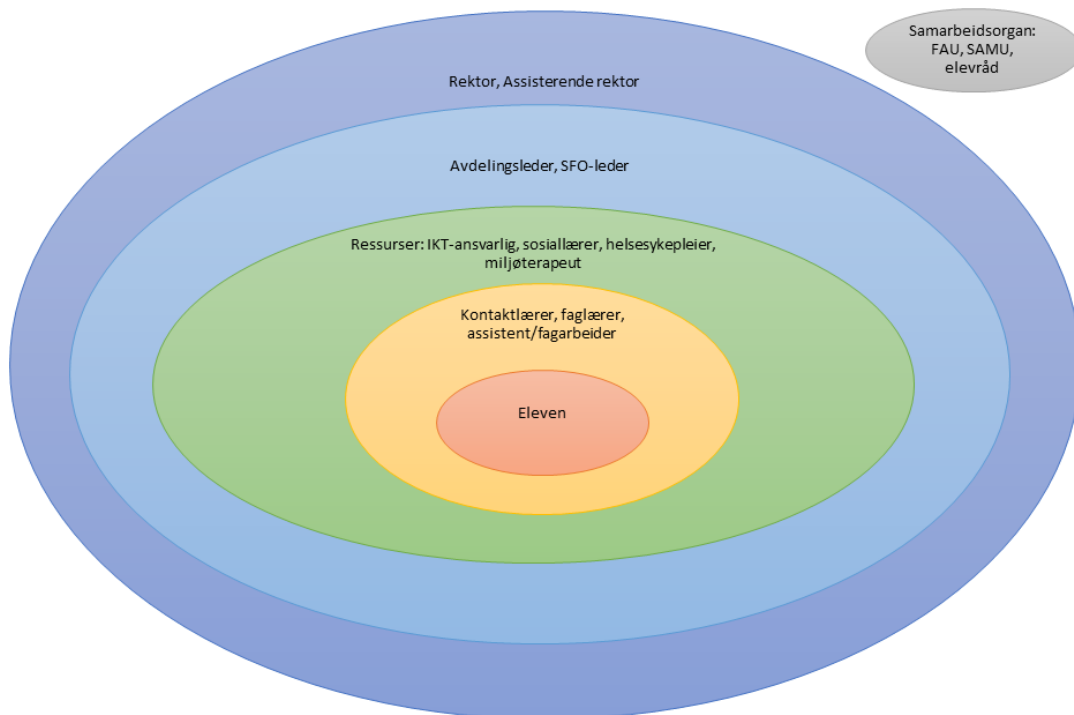 Samarbeidsorgan:
FAU, SAMU,
elevråd
Rektor, Assisterende rektor
Avdelingsleder, SFO-leder
Ressurser: IKT-ansvarlig, sosiallærer, helsesykepleier,
miljøterapeut
Kontaktlærer, faglærer,
assistent/fagarbeider
Eleven